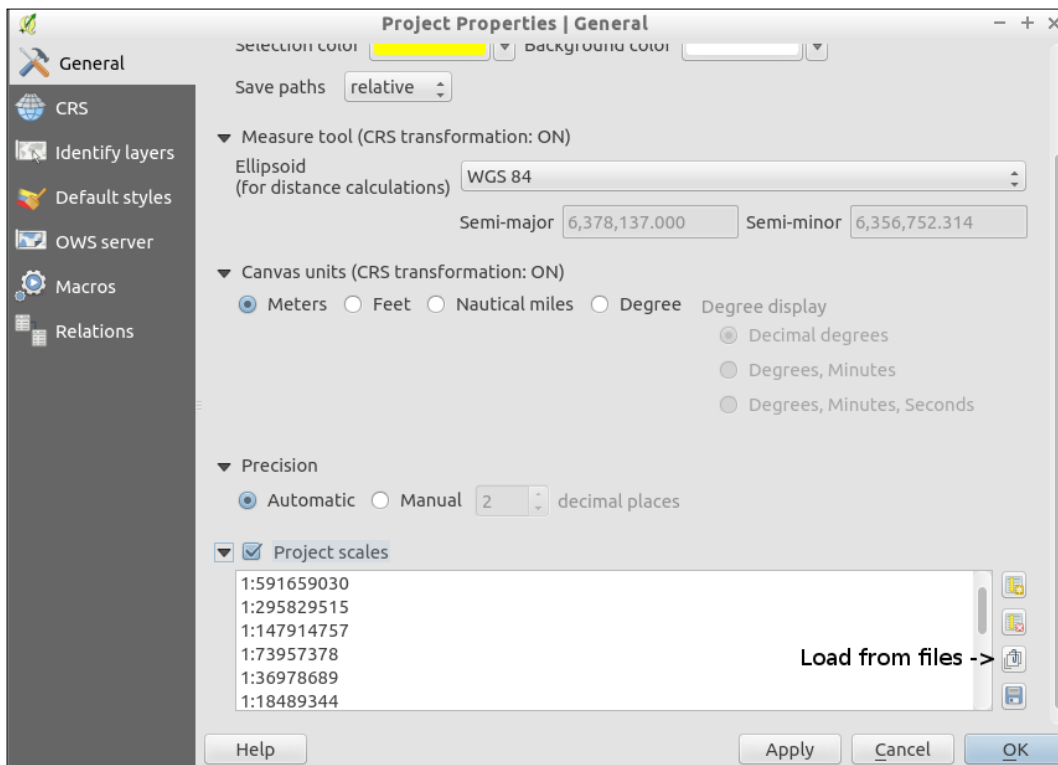 Project Properties | General
General
CRS
Identify layers
Default styles
OWS server
Macros
Relations
Selection color
Background color
Save paths relative
Measure tool (CRS transformation: ON)
Ellipsoid
(for distance calculations) WGS 84
Semi-major 6,378,137.000 Semi-minor 6,356,752.314
Canvas units (CRS transformation: ON)
Meters Feet Nautical miles Degree Degree display
Decimal degrees
Degrees, Minutes
Degrees, Minutes, Seconds
Precision
Automatic Manual 2 decimal places
Project scales
1:591659030
1:295829515
1:147914757
1:73957378
1:36978689
1:18489344
Load from files ->
Help Apply Cancel OK